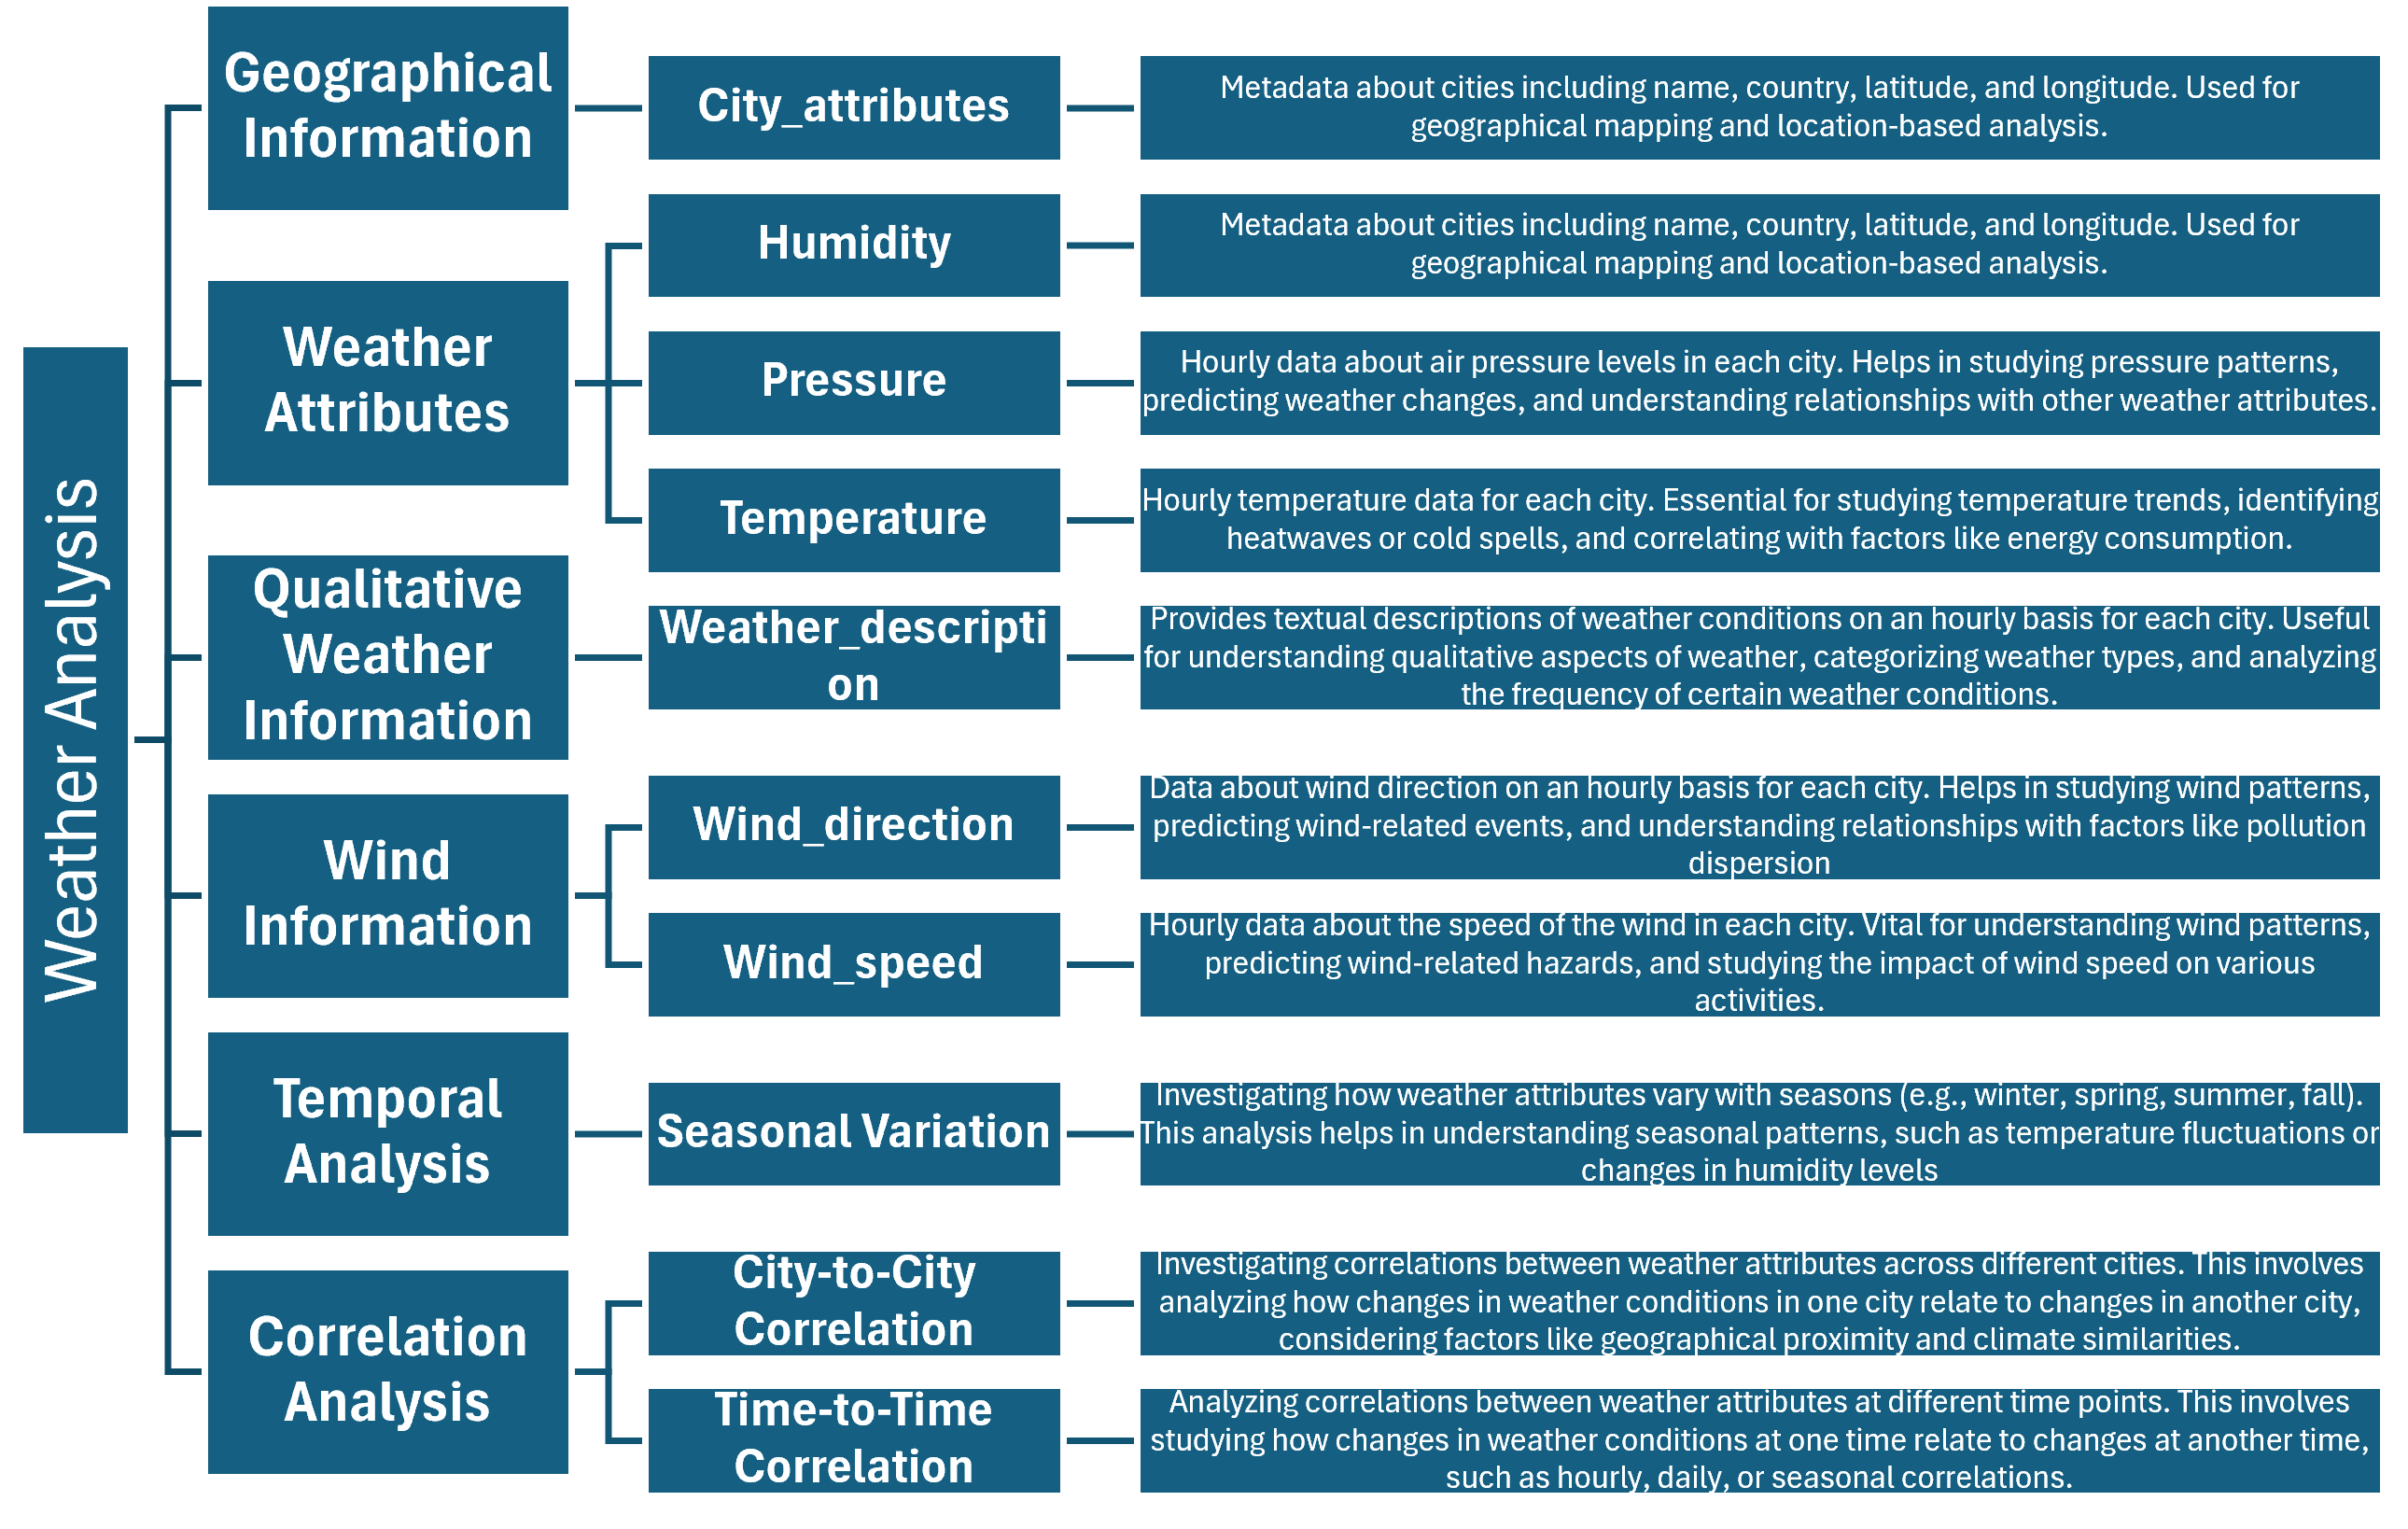 Weather Analysis
Geographical
Information
City_attributes
Metadata about cities including name, country, latitude, and longitude. Used for
geographical mapping and location-based analysis.
Weather
Attributes
Humidity
Metadata about cities including name, country, latitude, and longitude. Used for
geographical mapping and location-based analysis.
Pressure
Hourly data about air pressure levels in each city. Helps in studying pressure patterns,
predicting weather changes, and understanding relationships with other weather attributes.
Temperature
Hourly temperature data for each city. Essential for studying temperature trends, identifying
heatwaves or cold spells, and correlating with factors like energy consumption.
Qualitative
Weather
Information
Weather_descripti
on
Provides textual descriptions of weather conditions on an hourly basis for each city. Useful
for understanding qualitative aspects of weather, categorizing weather types, and analyzing
the frequency of certain weather conditions.
Wind
Information
Wind_direction
Data about wind direction on an hourly basis for each city. Helps in studying wind patterns,
predicting wind-related events, and understanding relationships with factors like pollution
dispersion
Wind_speed
Hourly data about the speed of the wind in each city. Vital for understanding wind patterns,
predicting wind-related hazards, and studying the impact of wind speed on various
activities.
Temporal
Analysis
Seasonal Variation
Investigating how weather attributes vary with seasons (e.g., winter, spring, summer, fall).
This analysis helps in understanding seasonal patterns, such as temperature fluctuations or
changes in humidity levels
Correlation
Analysis
City-to-City
Correlation
Investigating correlations between weather attributes across different cities. This involves
analyzing how changes in weather conditions in one city relate to changes in another city,
considering factors like geographical proximity and climate similarities.
Time-to-Time
Correlation
Analyzing correlations between weather attributes at different time points. This involves
studying how changes in weather conditions at one time relate to changes at another time,
such as hourly, daily, or seasonal correlations.